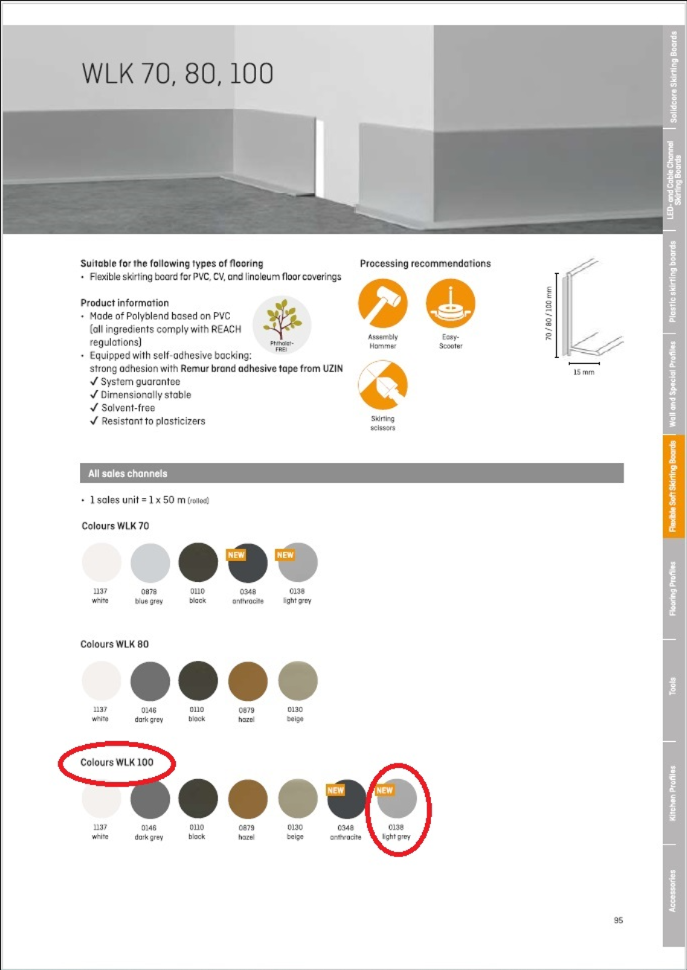 WLK 70, 80, 100
Suitable for the following types of flooring
• Flexible skirting board for PVC, CV, and linoleum floor coverings
Product information
• Made of Polyblend based on PVC
(all ingredients comply with REACH
regulations)
• Equipped with self-adhesive backing:
strong adhesion with Remur brand adhesive tape from UZIN
✓ System guarantee
✓ Dimensionally stable
✓ Solvent-free
✓ Resistant to plasticizers
Phthalat-
FREI
Processing recommendations
Assembly
Hammer
Easy-
Scooter
Skirting
scissors
70 / 80 / 100 mm
15 mm
All sales channels
• 1 sales unit = 1 x 50 m (rolled)
Colours WLK 70
NEW NEW
1137 0878 0110 0348 0138
white blue grey black anthracite light grey
Colours WLK 80
1137 0146 0110 0879 0130
white dark grey black hazel beige
Colours WLK 100
NEW NEW
1137 0146 0110 0879 0130 0348 0138
white dark grey black hazel beige anthracite light grey
95
Solidcore Skirting Boards
LED- and Cable Channel
Skirting Boards
Plastic skirting boards
Wall and Special Profiles
Flexible Soft Skirting Boards
Flooring Profiles
Tools
Kitchen Profiles
Accessories